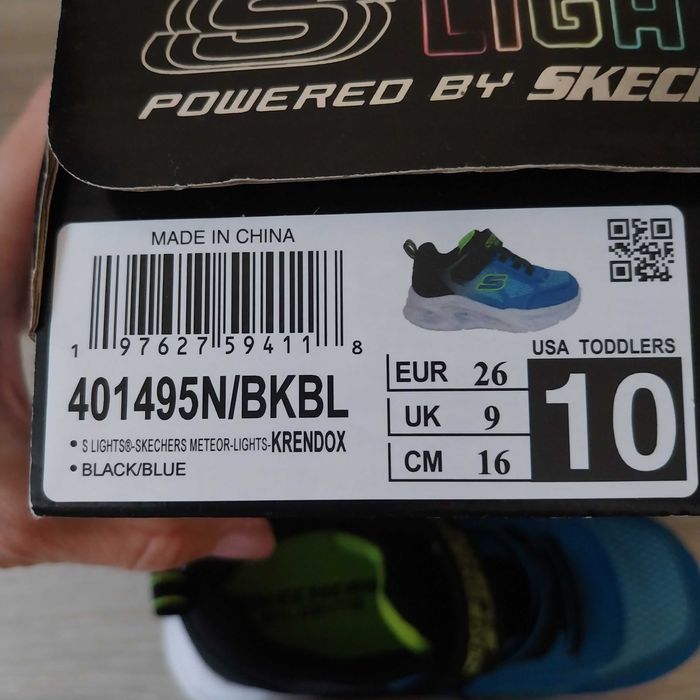 S LIGH
POWERED BY SKECH
MADE IN CHINA
1 97627 59411 8
401495N/BKBL
• S LIGHTS®-SKECHERS METEOR-LIGHTS-KRENDOX
• BLACK/BLUE
USA TODDLERS
EUR 26
UK 9
CM 16
10